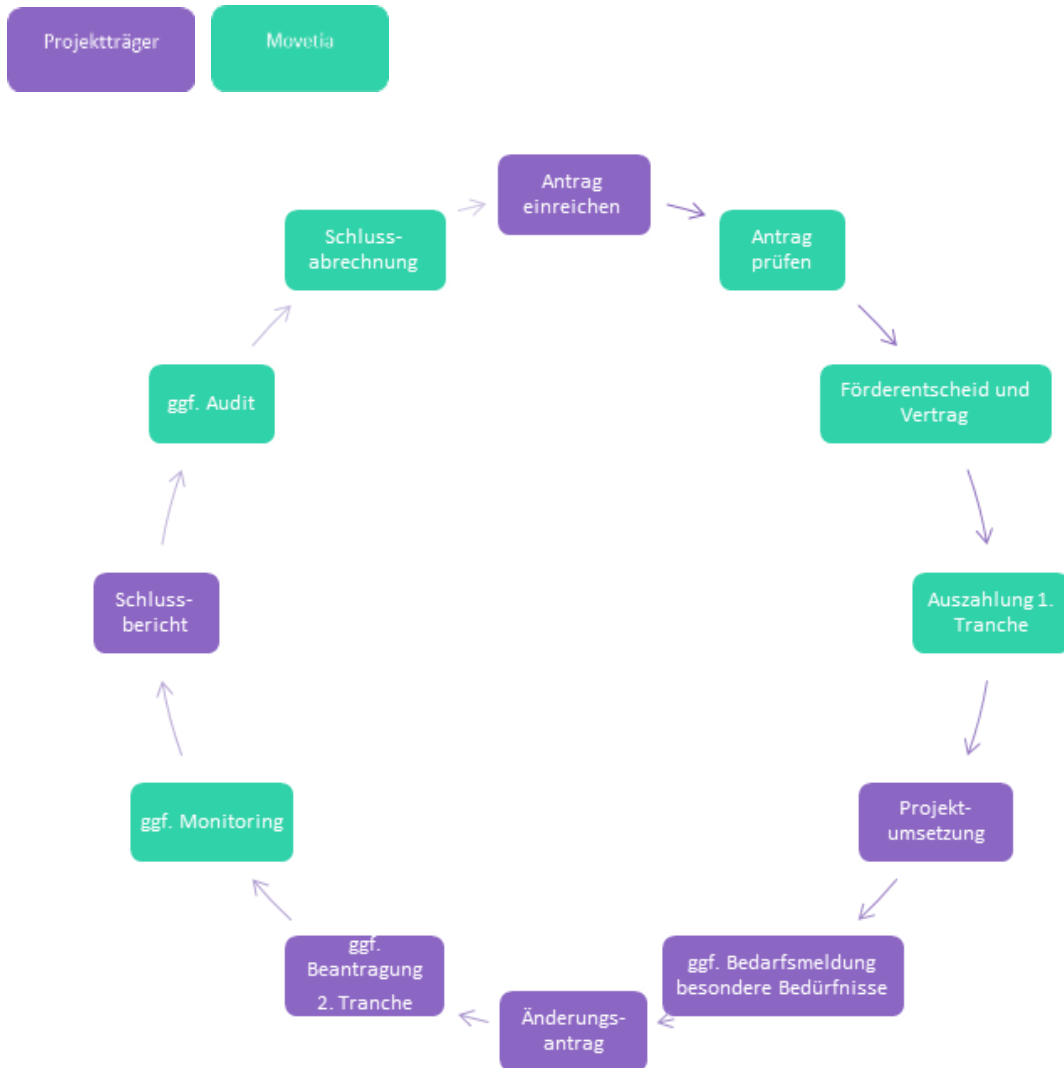 Projektträger
Movetia
Antrag
einreichen
Antrag
prüfen
Förderentscheid und
Vertrag
Auszahlung 1.
Tranche
Projekt-
umsetzung
ggf. Bedarfsmeldung
besondere Bedürfnisse
Änderungs-
antrag
ggf.
Beantragung
2. Tranche
ggf. Monitoring
Schluss-
bericht
ggf. Audit
Schluss-
abrechnung